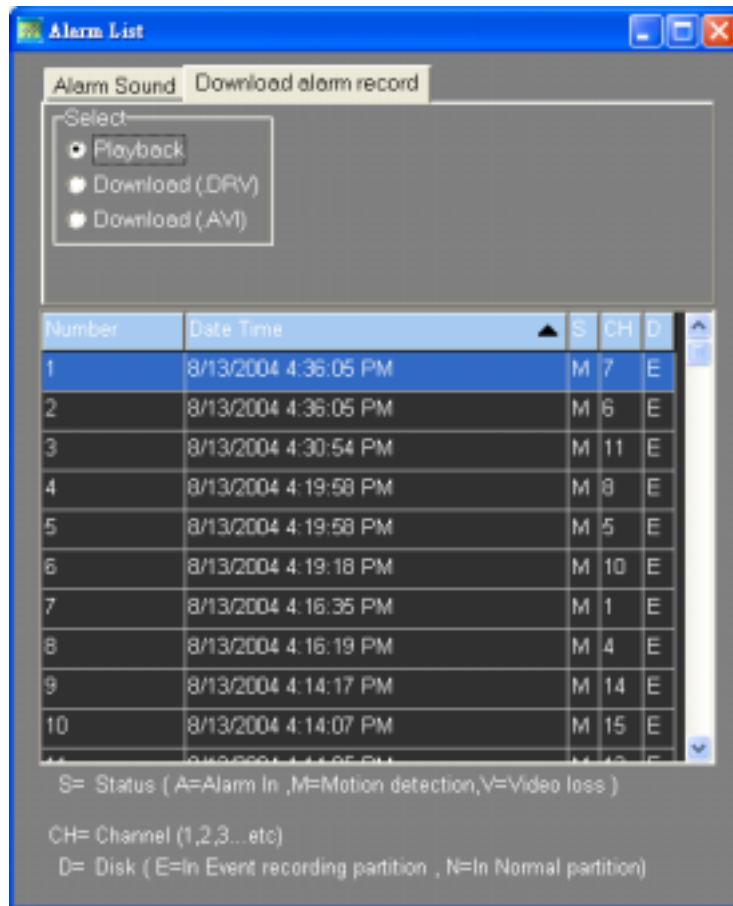 Alarm List
Alarm Sound Download alarm record
Select
Playback
Download (.DRV)
Download (.AVI)
Number Date Time S CH D
1 8/13/2004 4:36:05 PM M 7 E
2 8/13/2004 4:36:05 PM M 6 E
3 8/13/2004 4:30:54 PM M 11 E
4 8/13/2004 4:19:58 PM M 8 E
5 8/13/2004 4:19:58 PM M 5 E
6 8/13/2004 4:19:18 PM M 10 E
7 8/13/2004 4:16:35 PM M 1 E
8 8/13/2004 4:16:19 PM M 4 E
9 8/13/2004 4:14:17 PM M 14 E
10 8/13/2004 4:14:07 PM M 15 E
S= Status ( A=Alarm In ,M=Motion detection,V=Video loss )
CH= Channel (1,2,3...etc)
D= Disk ( E=In Event recording partition , N=In Normal partition)